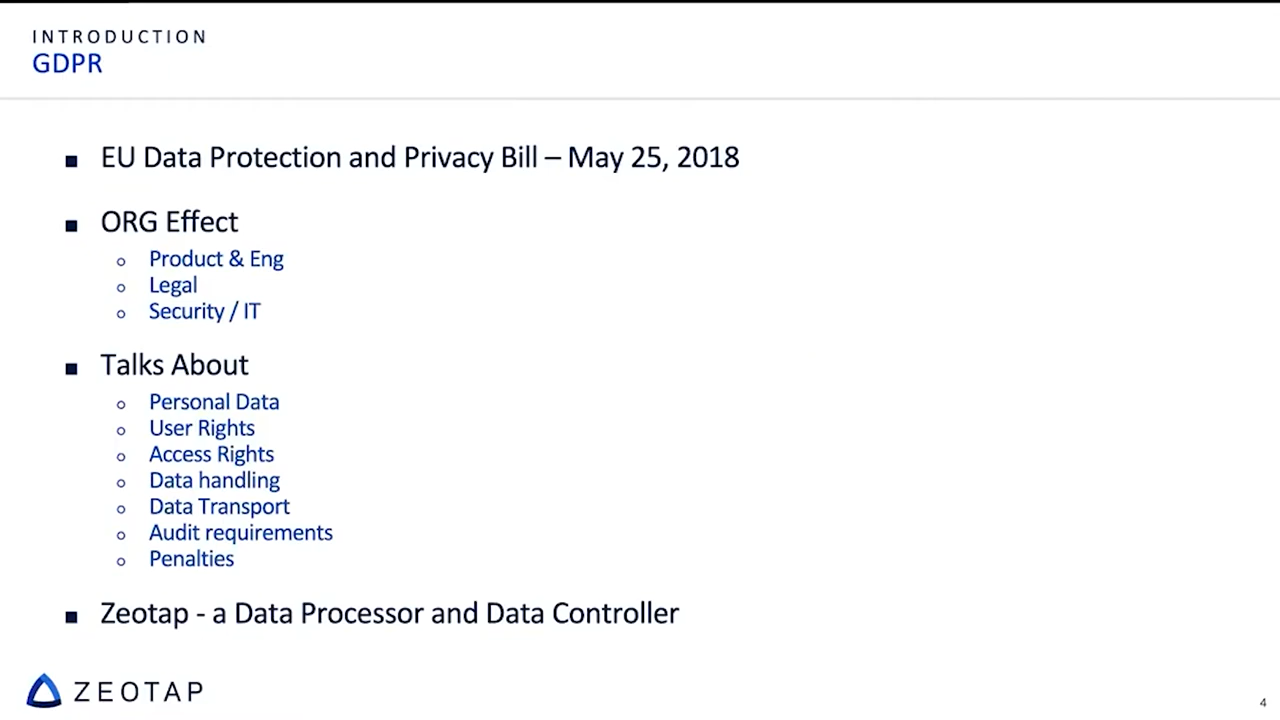 INTRODUCTION
GDPR
■ EU Data Protection and Privacy Bill – May 25, 2018
■ ORG Effect
○ Product & Eng
○ Legal
○ Security / IT
■ Talks About
○ Personal Data
○ User Rights
○ Access Rights
○ Data handling
○ Data Transport
○ Audit requirements
○ Penalties
■ Zeotap - a Data Processor and Data Controller
ZEOTAP
4